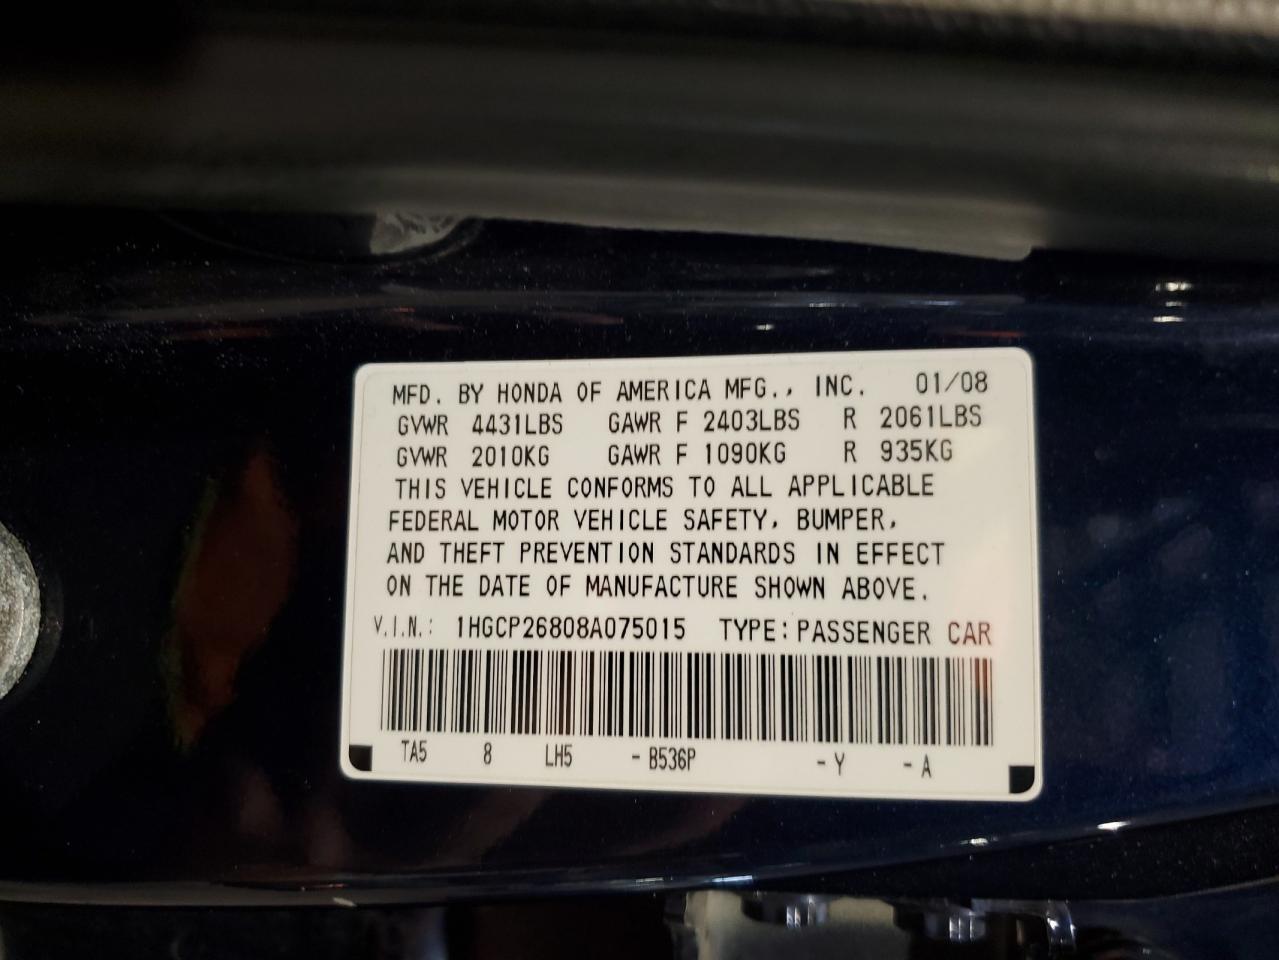 MFD. BY HONDA OF AMERICA MFG., INC. 01/08
GVWR 4431LBS GAWR F 2403LBS R 2061LBS
GVWR 2010KG GAWR F 1090KG R 935KG
THIS VEHICLE CONFORMS TO ALL APPLICABLE
FEDERAL MOTOR VEHICLE SAFETY, BUMPER,
AND THEFT PREVENTION STANDARDS IN EFFECT
ON THE DATE OF MANUFACTURE SHOWN ABOVE.
V.I.N.: 1HGCP26808A075015 TYPE: PASSENGER CAR
TA5 8 LH5 - B536P - Y - A